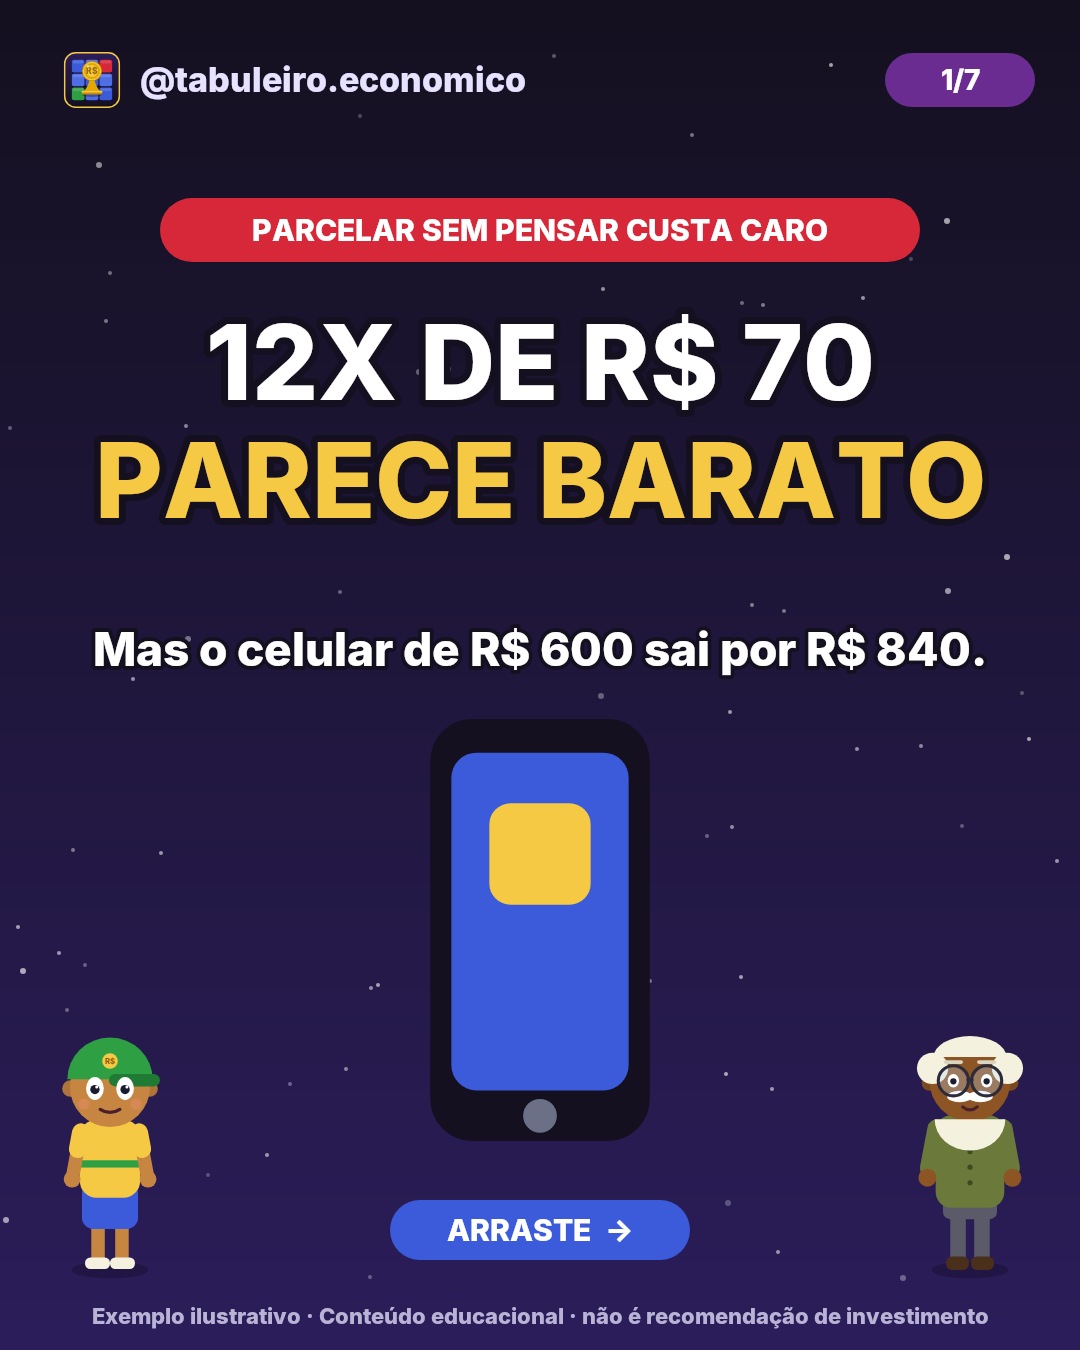 @tabuleiro.economico
1/7
PARCELAR SEM PENSAR CUSTA CARO
12X DE R$ 70
PARECE BARATO
Mas o celular de R$ 600 sai por R$ 840.
R$
R$
ARRASTE →
Exemplo ilustrativo · Conteúdo educacional · não é recomendação de investimento